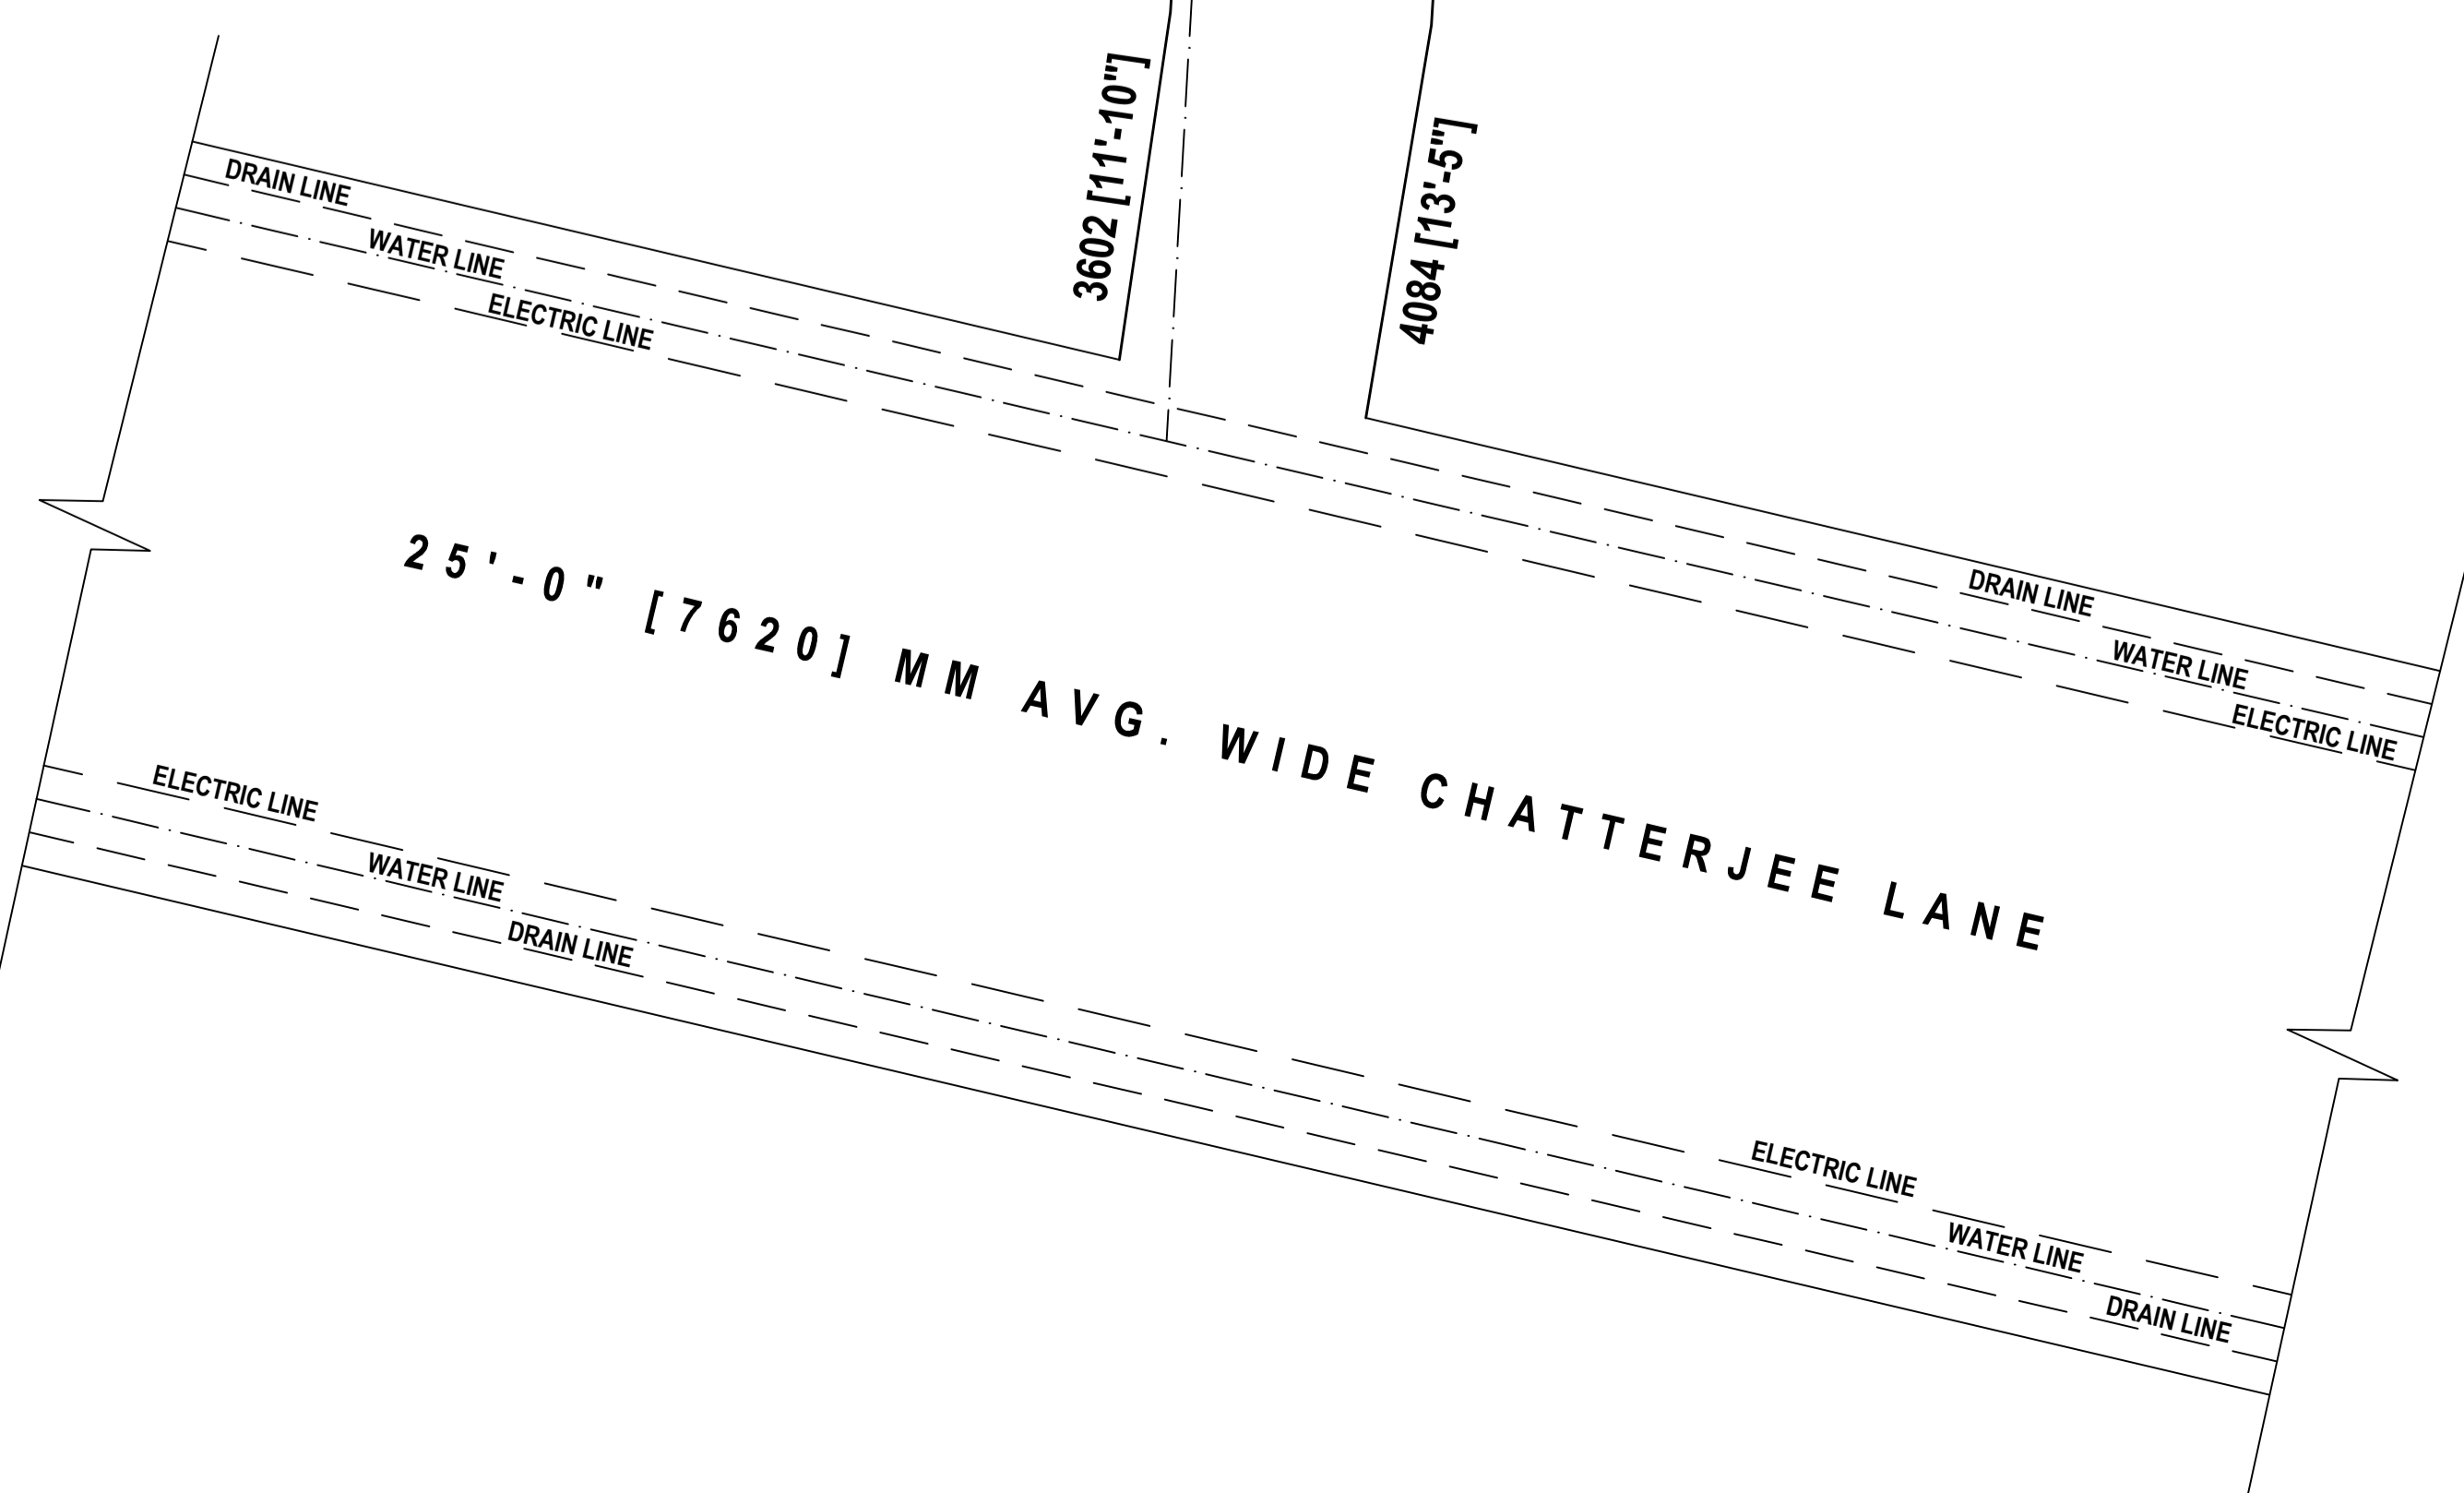 3602 [11'-10"]
4084 [13'-5"]
DRAIN LINE
WATER LINE
ELECTRIC LINE
25'-0" [7620] MM AVG. WIDE CHATTERJEE LANE
DRAIN LINE
WATER LINE
ELECTRIC LINE
ELECTRIC LINE
WATER LINE
DRAIN LINE
ELECTRIC LINE
WATER LINE
DRAIN LINE